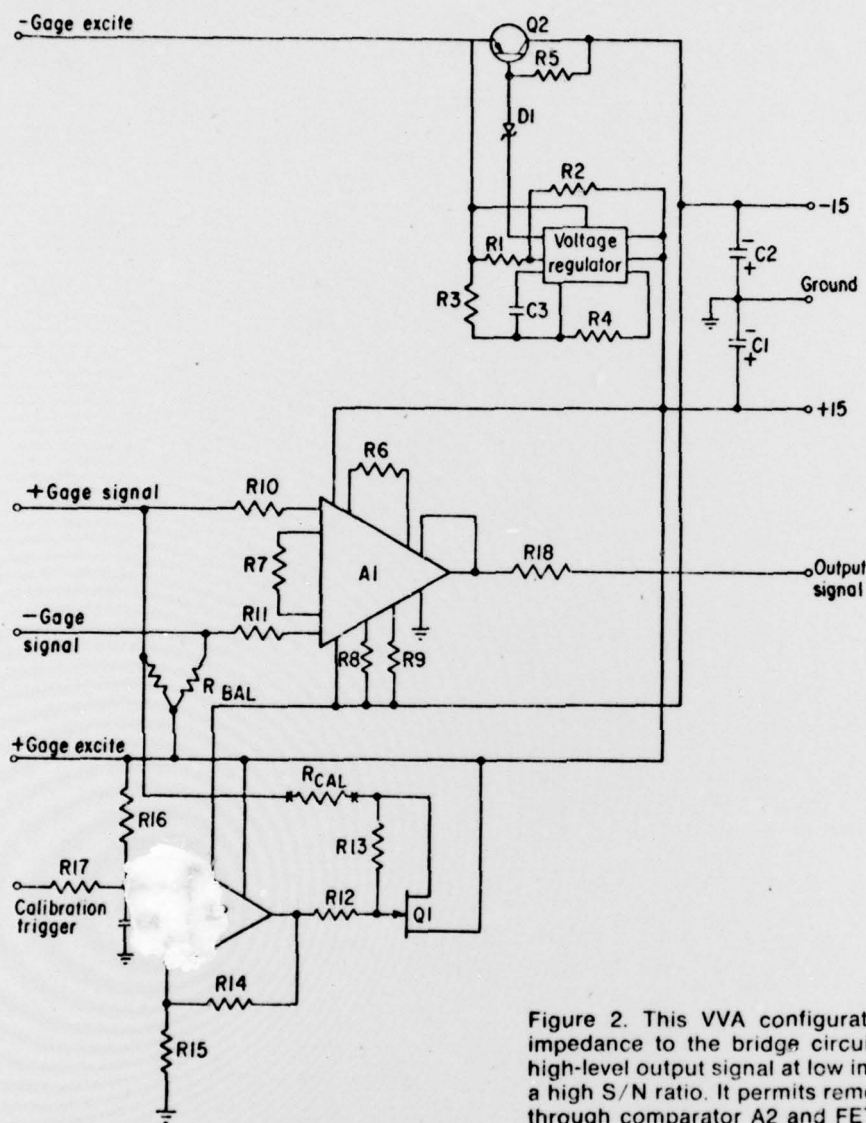 -Gage excite
Q2
R5
D1
R2
-15
R1
Voltage
regulator
C2
R3
Ground
C3
R4
C1
+15
R6
+Gage signal
R10
R7
A1
R18
Output
signal
-Gage
signal
R11
R8
R9
R BAL
+Gage excite
RCAL
R16
R13
R17
R12
Q1
Calibration
trigger
R14
R15
Figure 2. This VVA configurat
impedance to the bridge circu
high-level output signal at low in
a high S/N ratio. It permits rem
through comparator A2 and FE